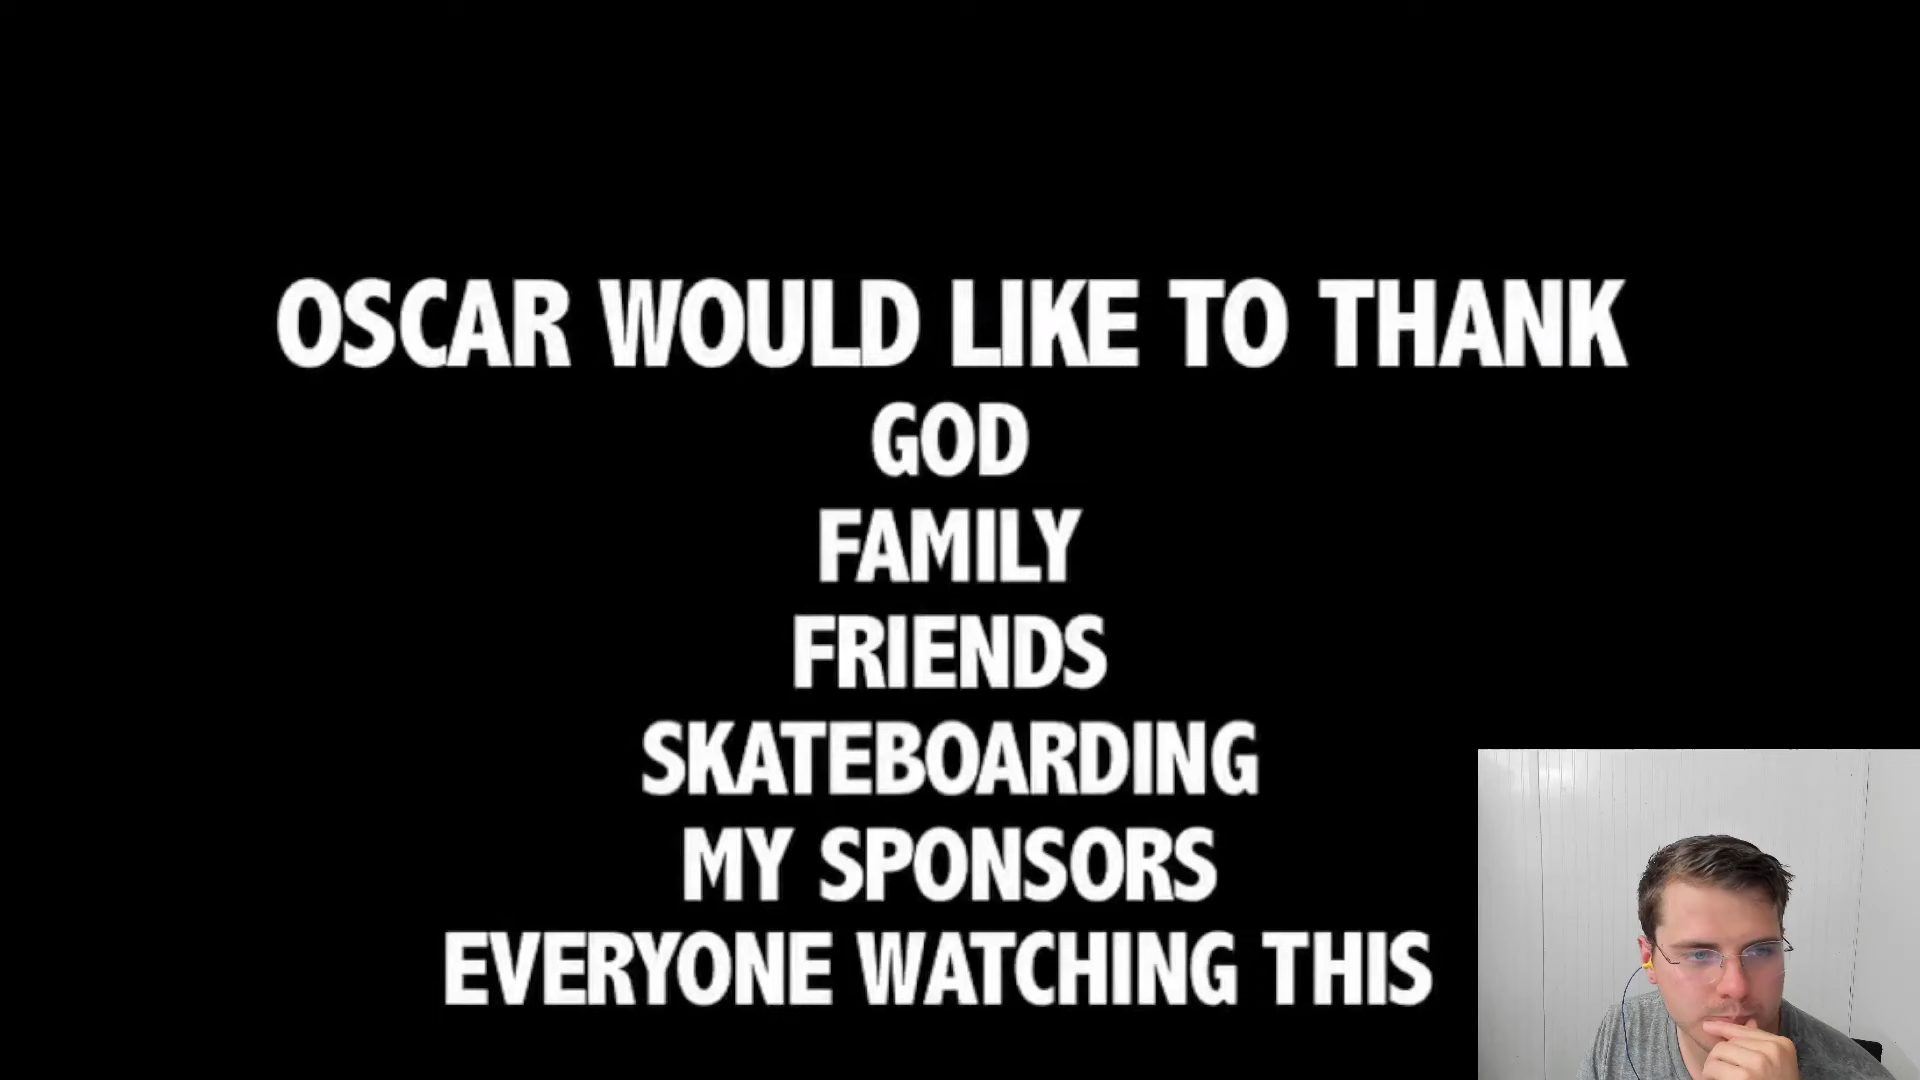 OSCAR WOULD LIKE TO THANK
GOD
FAMILY
FRIENDS
SKATEBOARDING
MY SPONSORS
EVERYONE WATCHING THIS